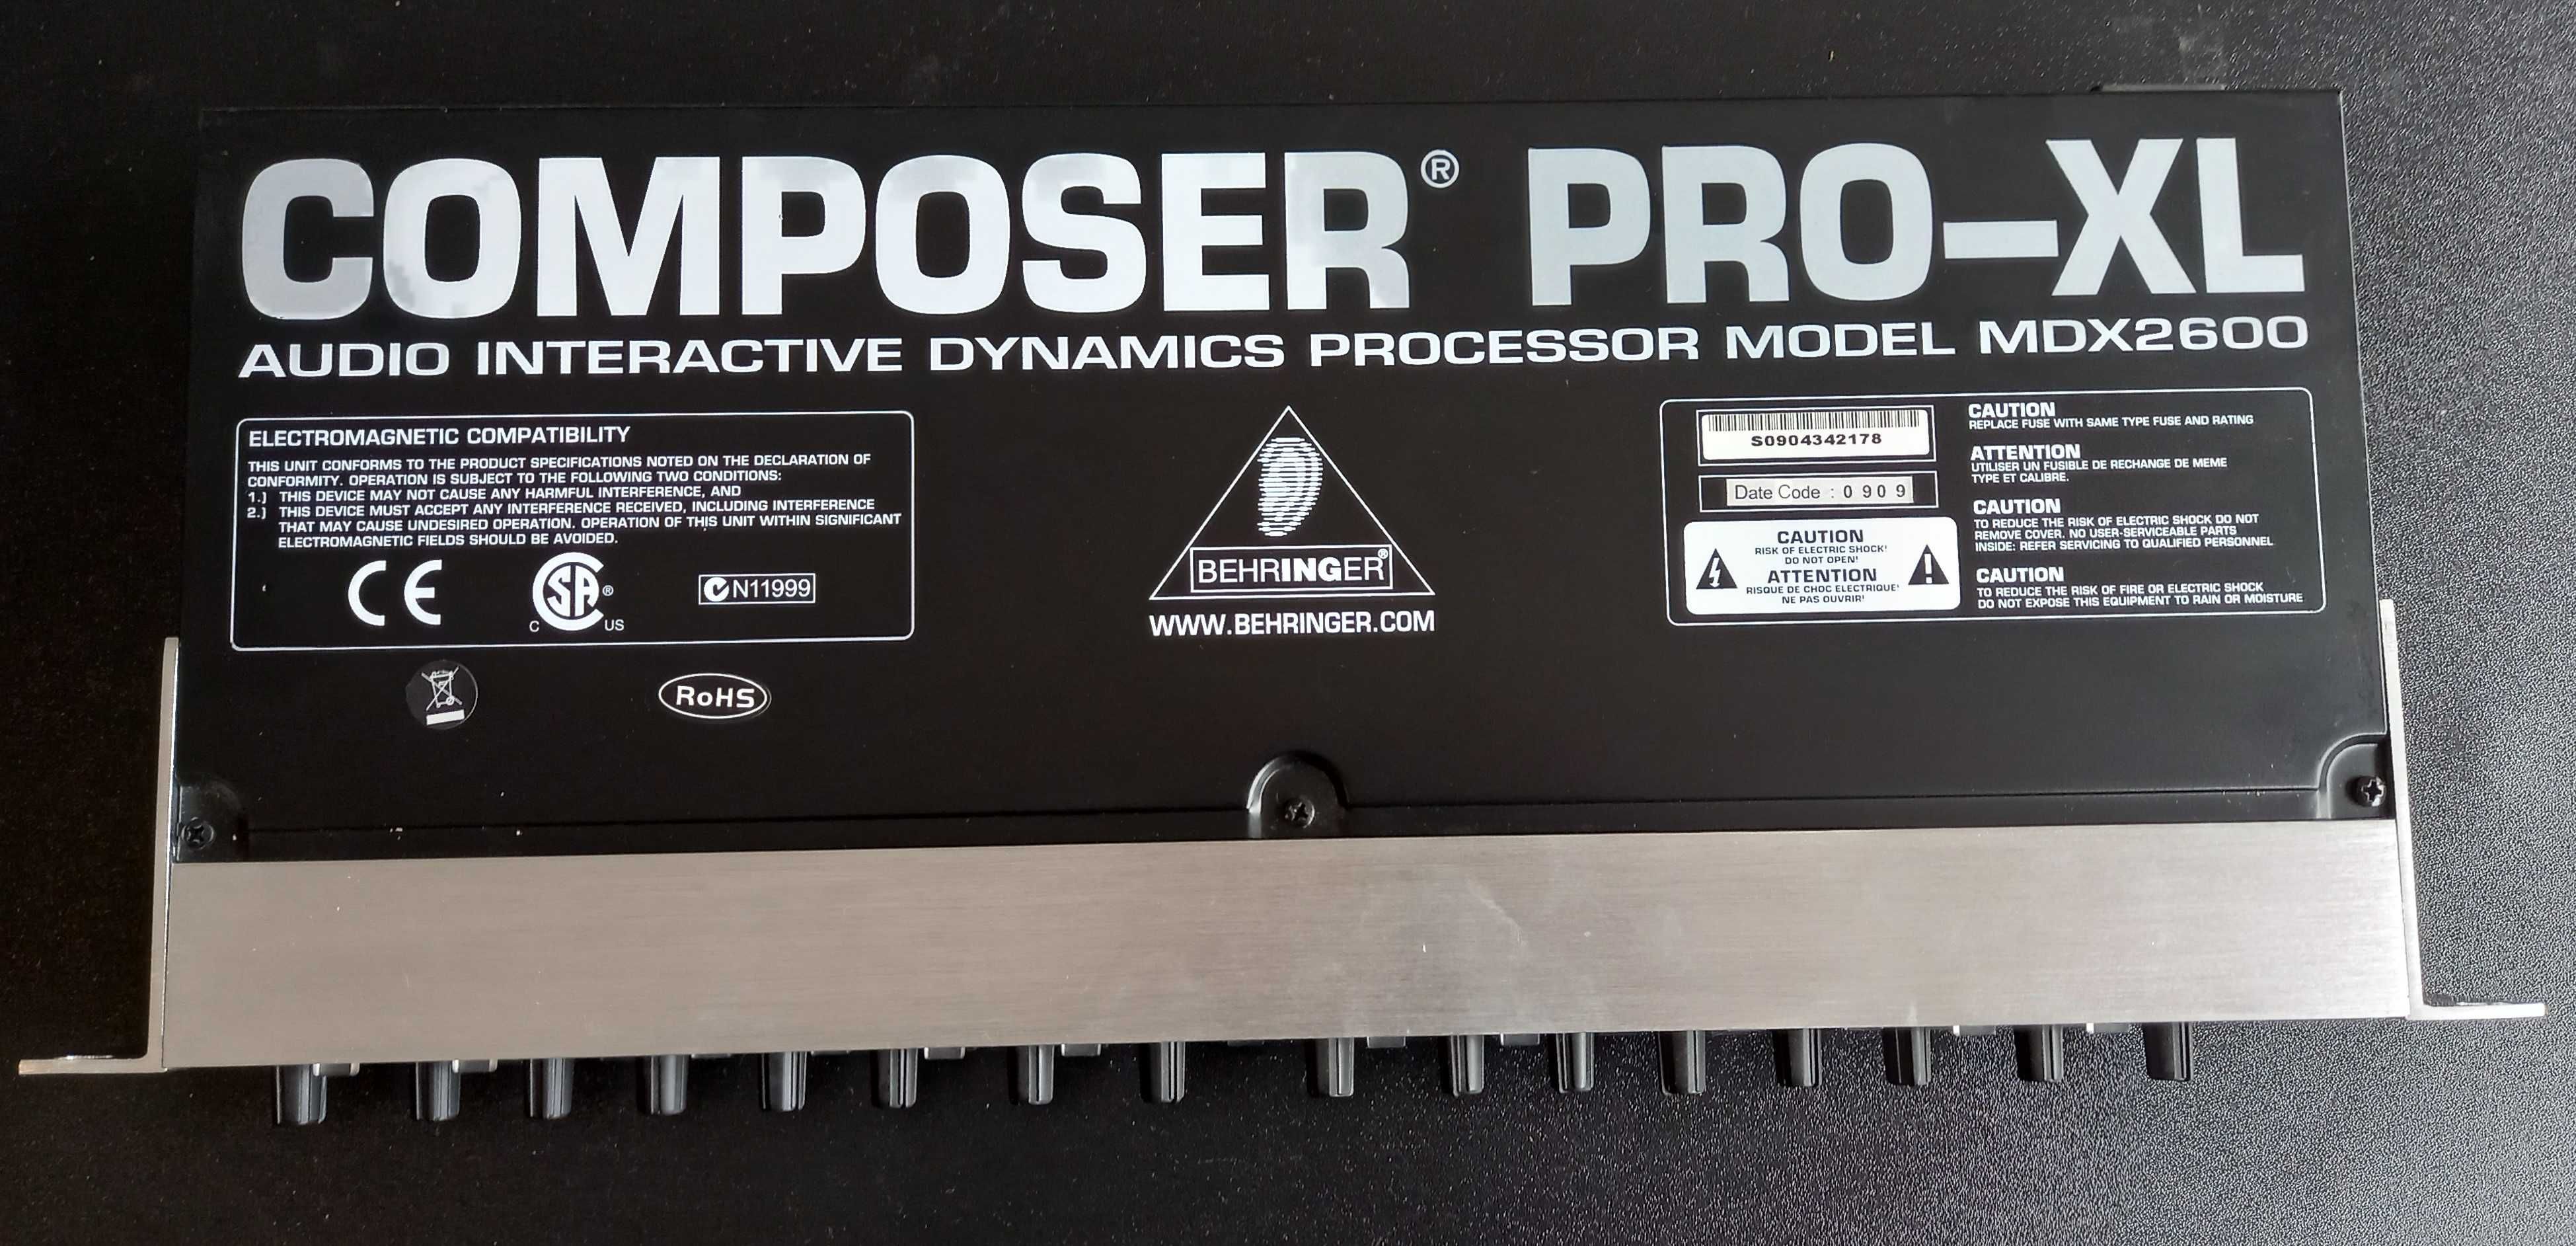 COMPOSER® PRO-XL
AUDIO INTERACTIVE DYNAMICS PROCESSOR MODEL MDX2600
ELECTROMAGNETIC COMPATIBILITY
THIS UNIT CONFORMS TO THE PRODUCT SPECIFICATIONS NOTED ON THE DECLARATION OF
CONFORMITY. OPERATION IS SUBJECT TO THE FOLLOWING TWO CONDITIONS:
1.) THIS DEVICE MAY NOT CAUSE ANY HARMFUL INTERFERENCE, AND
2.) THIS DEVICE MUST ACCEPT ANY INTERFERENCE RECEIVED, INCLUDING INTERFERENCE
THAT MAY CAUSE UNDESIRED OPERATION. OPERATION OF THIS UNIT WITHIN SIGNIFICANT
ELECTROMAGNETIC FIELDS SHOULD BE AVOIDED.
CE
C SA® US
N11999
RoHS
BEHRINGER®
WWW.BEHRINGER.COM
S0904342178
Date Code : 0909
CAUTION
RISK OF ELECTRIC SHOCK!
DO NOT OPEN!
ATTENTION
RISQUE DE CHOC ELECTRIQUE!
NE PAS OUVRIR!
CAUTION
REPLACE FUSE WITH SAME TYPE FUSE AND RATING
ATTENTION
UTILISER UN FUSIBLE DE RECHANGE DE MEME
TYPE ET CALIBRE.
CAUTION
TO REDUCE THE RISK OF ELECTRIC SHOCK DO NOT
REMOVE COVER. NO USER-SERVICEABLE PARTS
INSIDE: REFER SERVICING TO QUALIFIED PERSONNEL
CAUTION
TO REDUCE THE RISK OF FIRE OR ELECTRIC SHOCK
DO NOT EXPOSE THIS EQUIPMENT TO RAIN OR MOISTURE